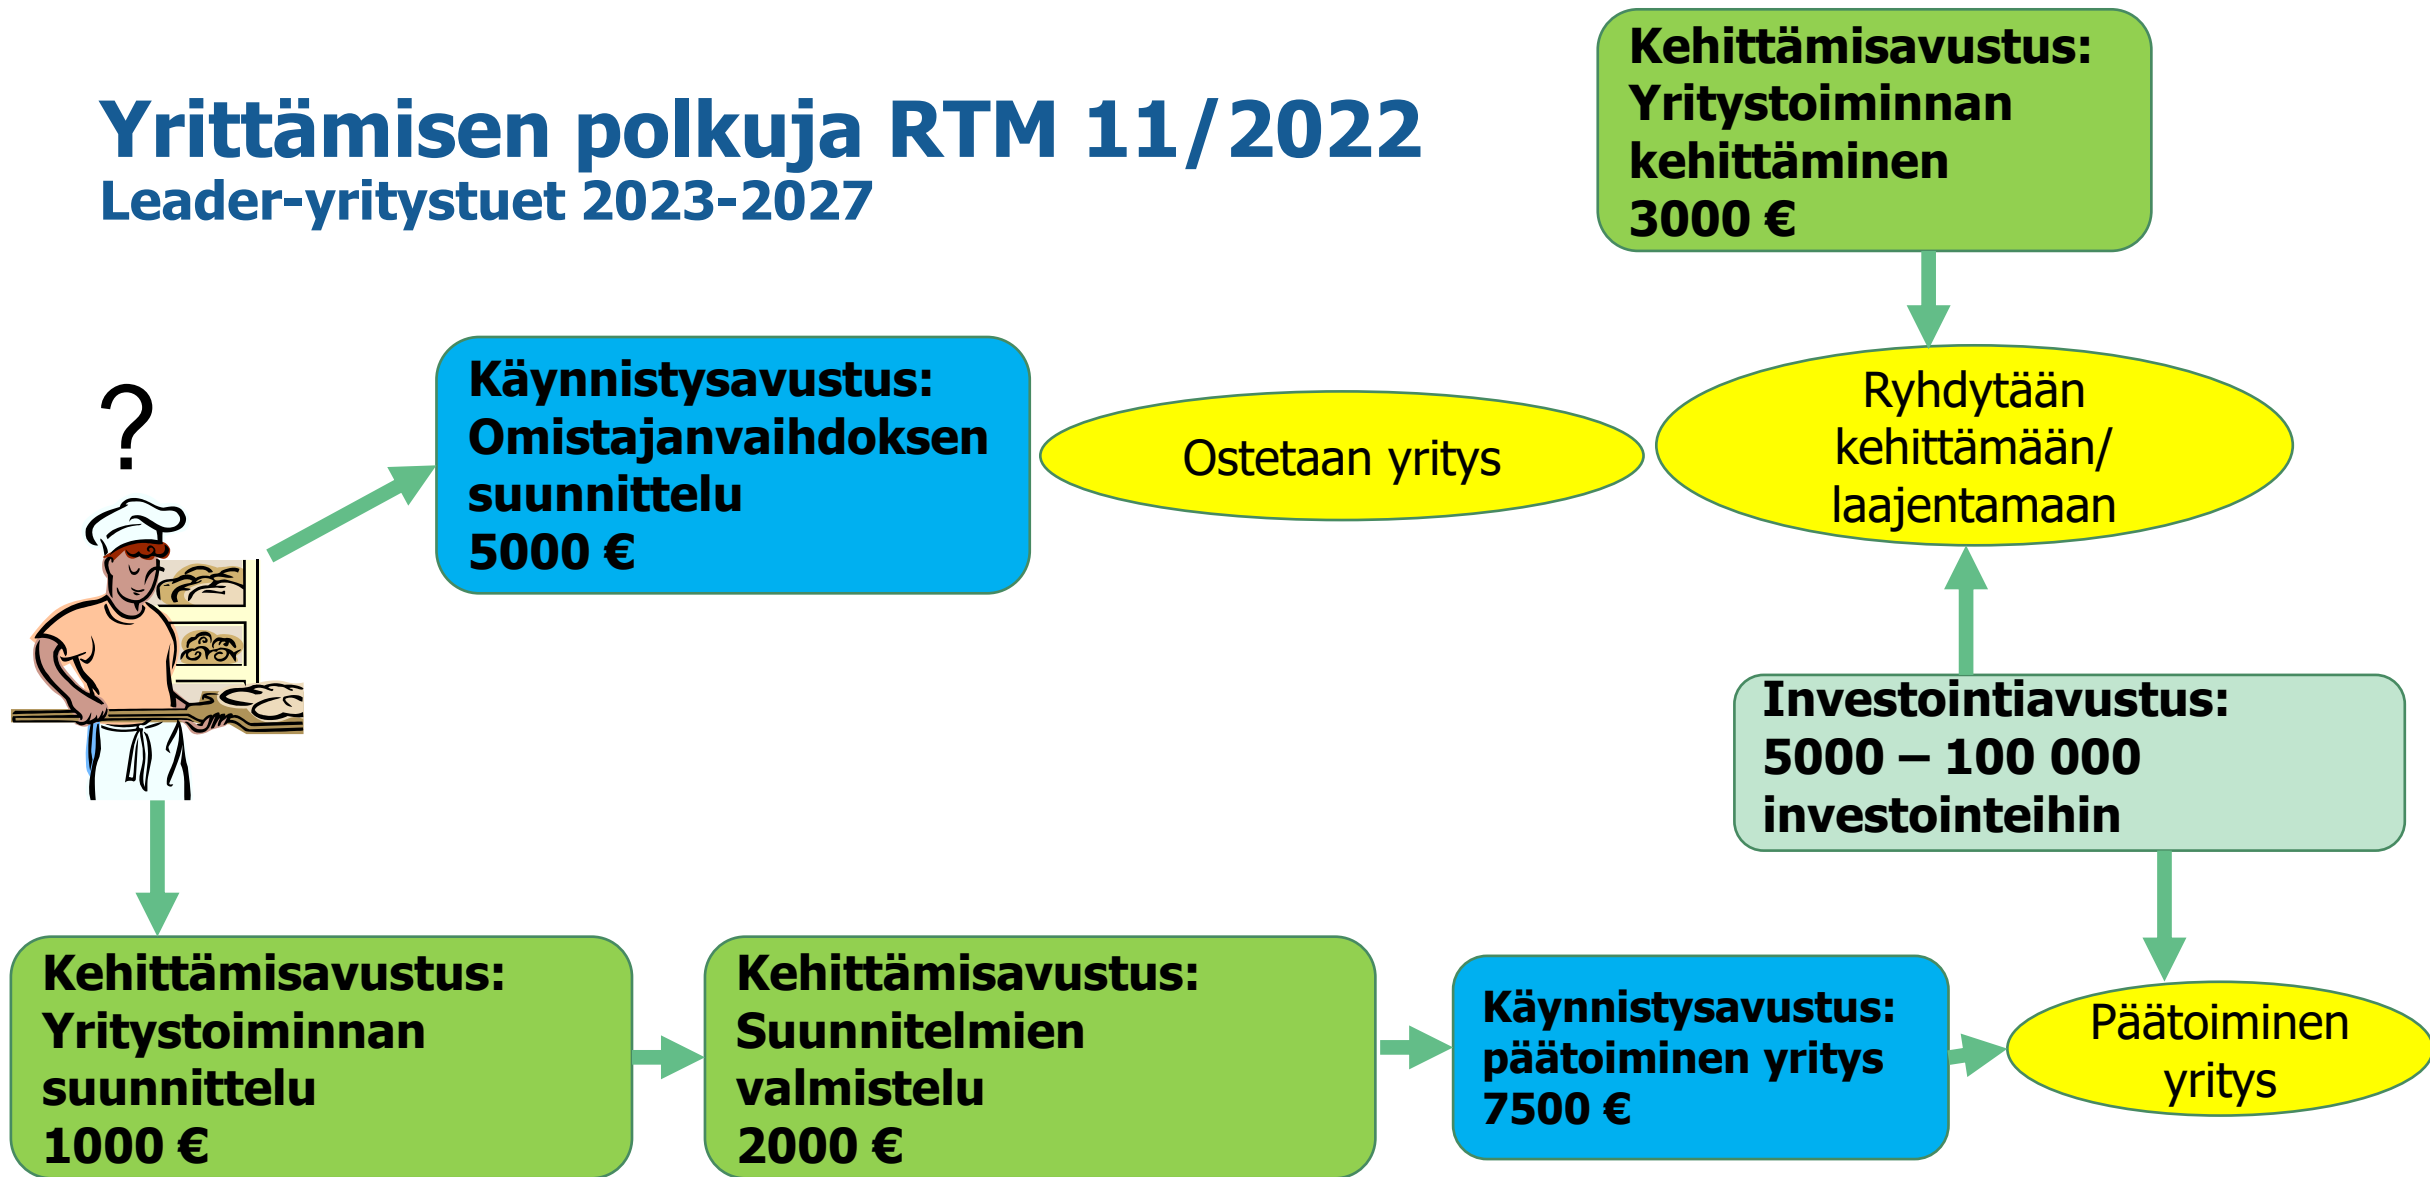 Yrittämisen polkuja RTM 11/2022
Leader-yritystuet 2023-2027
Kehittämisavustus:
Yritystoiminnan
kehittäminen
3000 €
?
Käynnistysavustus:
Omistajanvaihdoksen
suunnittelu
5000 €
Ostetaan yritys
Ryhdytään
kehittämään/
laajentamaan
Investointiavustus:
5000 – 100 000
investointeihin
Kehittämisavustus:
Yritystoiminnan
suunnittelu
1000 €
Kehittämisavustus:
Suunnitelmien
valmistelu
2000 €
Käynnistysavustus:
päätoiminen yritys
7500 €
Päätoiminen
yritys